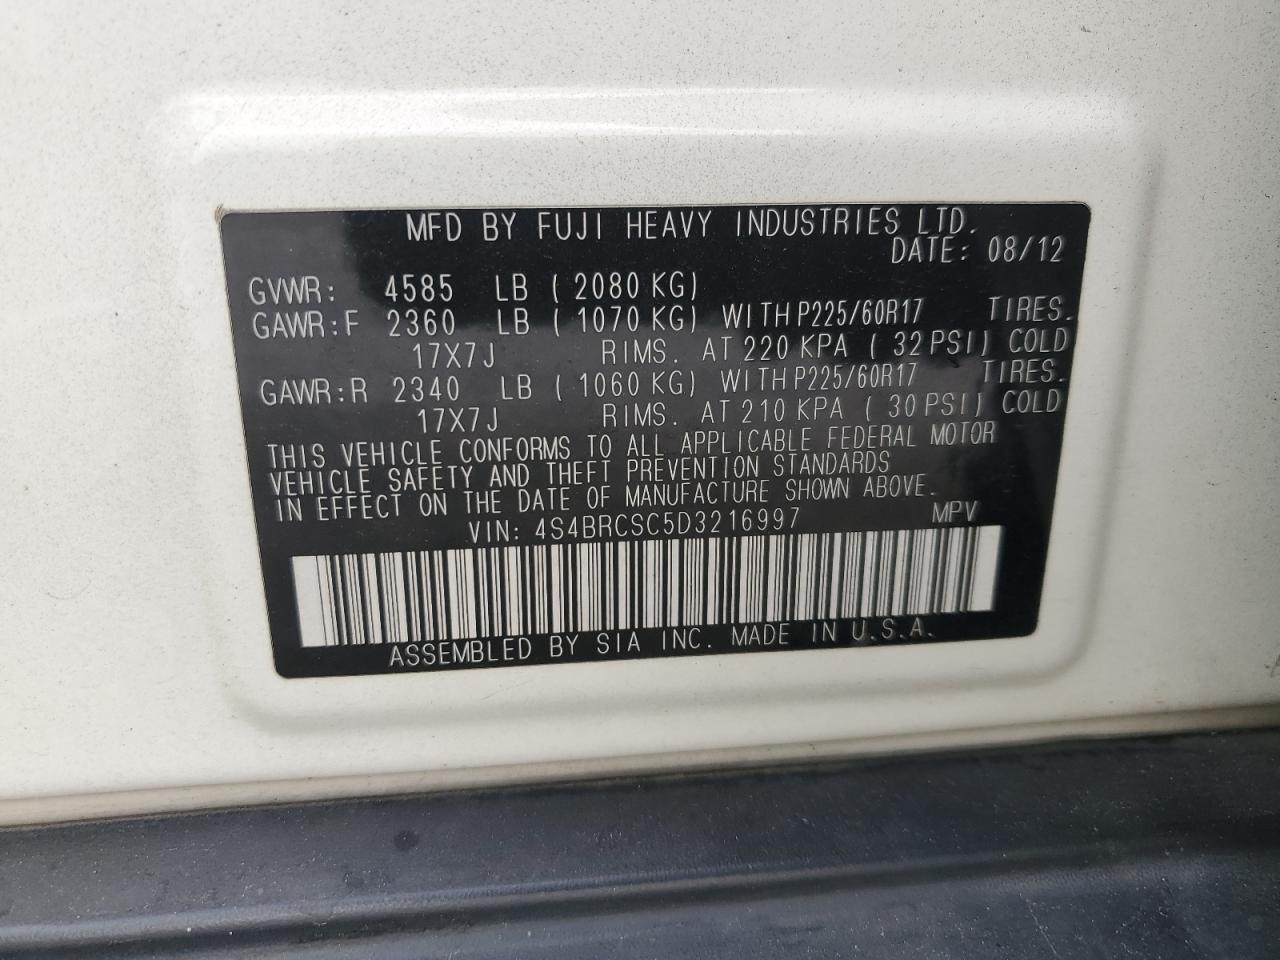 MFD BY FUJI HEAVY INDUSTRIES LTD.
DATE: 08/12
GVWR: 4585 LB ( 2080 KG)
GAWR:F 2360 LB ( 1070 KG) WITH P225/60R17 TIRES.
17X7J RIMS. AT 220 KPA ( 32 PSI) COLD
GAWR:R 2340 LB ( 1060 KG) WITH P225/60R17 TIRES.
17X7J RIMS. AT 210 KPA ( 30 PSI) COLD
THIS VEHICLE CONFORMS TO ALL APPLICABLE FEDERAL MOTOR
VEHICLE SAFETY AND THEFT PREVENTION STANDARDS
IN EFFECT ON THE DATE OF MANUFACTURE SHOWN ABOVE.
VIN: 4S4BRCSC5D3216997 MPV
ASSEMBLED BY SIA INC. MADE IN U.S.A.